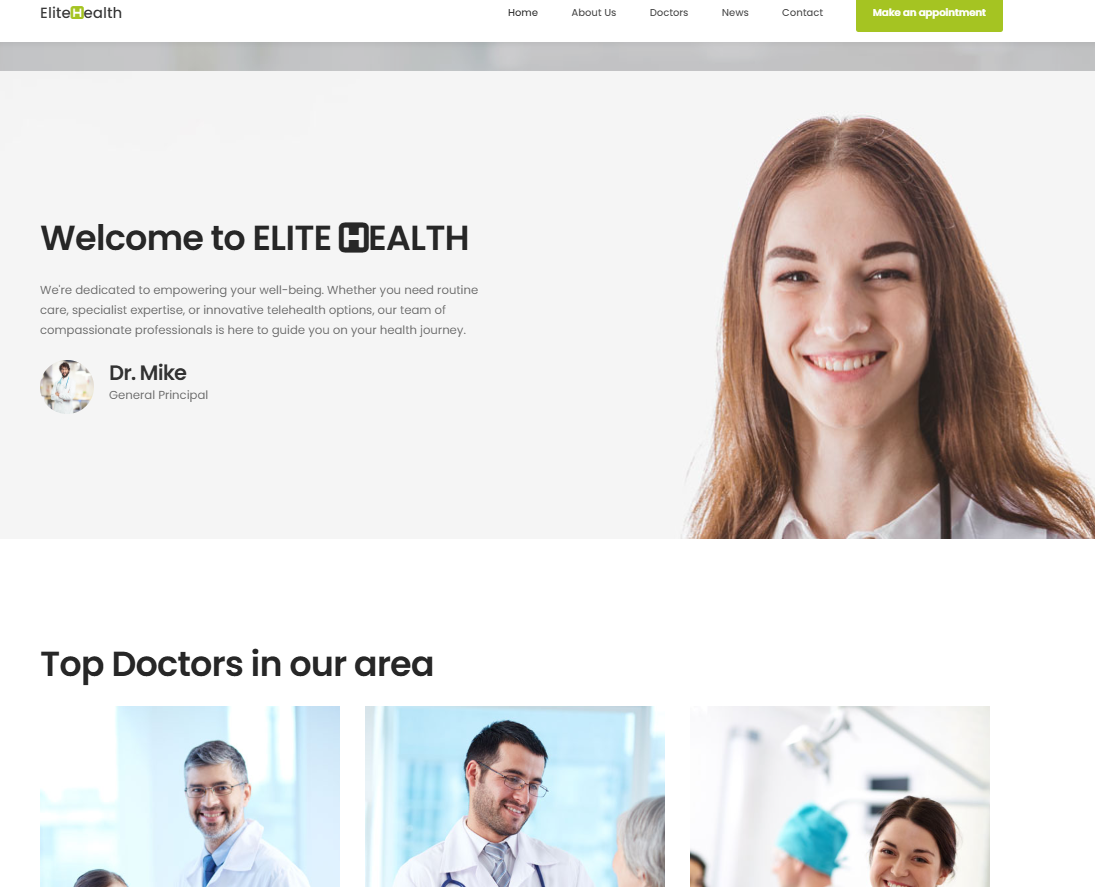 EliteHealth
Home
About Us
Doctors
News
Contact
Make an appointment
Welcome to ELITE HEALTH
We're dedicated to empowering your well-being. Whether you need routine
care, specialist expertise, or innovative telehealth options, our team of
compassionate professionals is here to guide you on your health journey.
Dr. Mike
General Principal
Top Doctors in our area